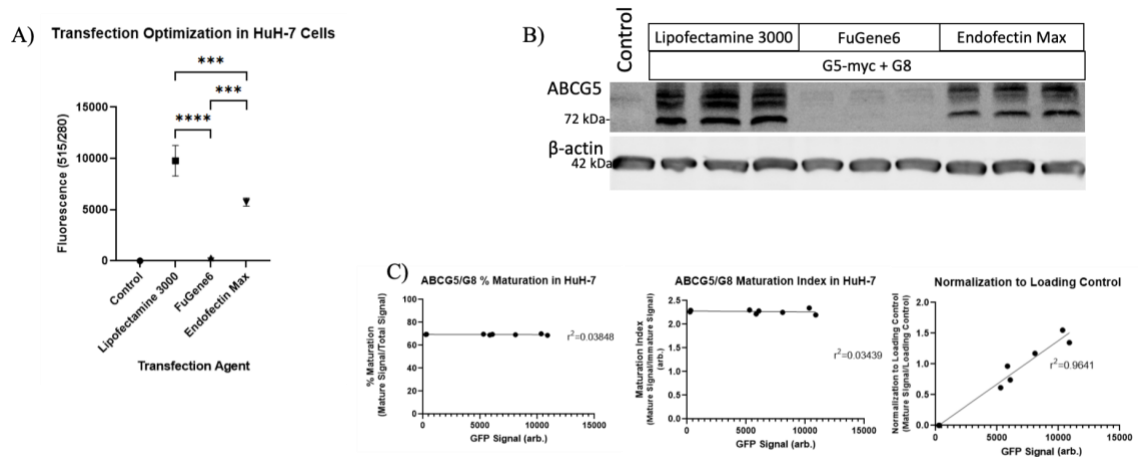 A)
Transfection Optimization in HuH-7 Cells
***
***
****
15000
10000
5000
0
Fluorescence (515/280)
Control
Lipofectamine 3000
FuGene6
Endofectin Max
Transfection Agent
B)
Control
Lipofectamine 3000
FuGene6
Endofectin Max
G5-myc + G8
ABCG5
72 kDa-
β-actin
42 kDa
C)
ABCG5/G8 % Maturation in HuH-7
% Maturation
(Mature Signal/Total Signal)
100
80
60
40
20
0
r²=0.03848
0 5000 10000 15000
GFP Signal (arb.)
ABCG5/G8 Maturation Index in HuH-7
Maturation Index
(Mature Signal/Immature Signal)
(arb.)
2.5
2.0
1.5
1.0
0.5
0.0
r²=0.03439
0 5000 10000 15000
GFP Signal (arb.)
Normalization to Loading Control
Normalization to Loading Control
(Mature Signal/Loading Control)
2.0
1.5
1.0
0.5
0.0
r²=0.9641
0 5000 10000 15000
GFP Signal (arb.)